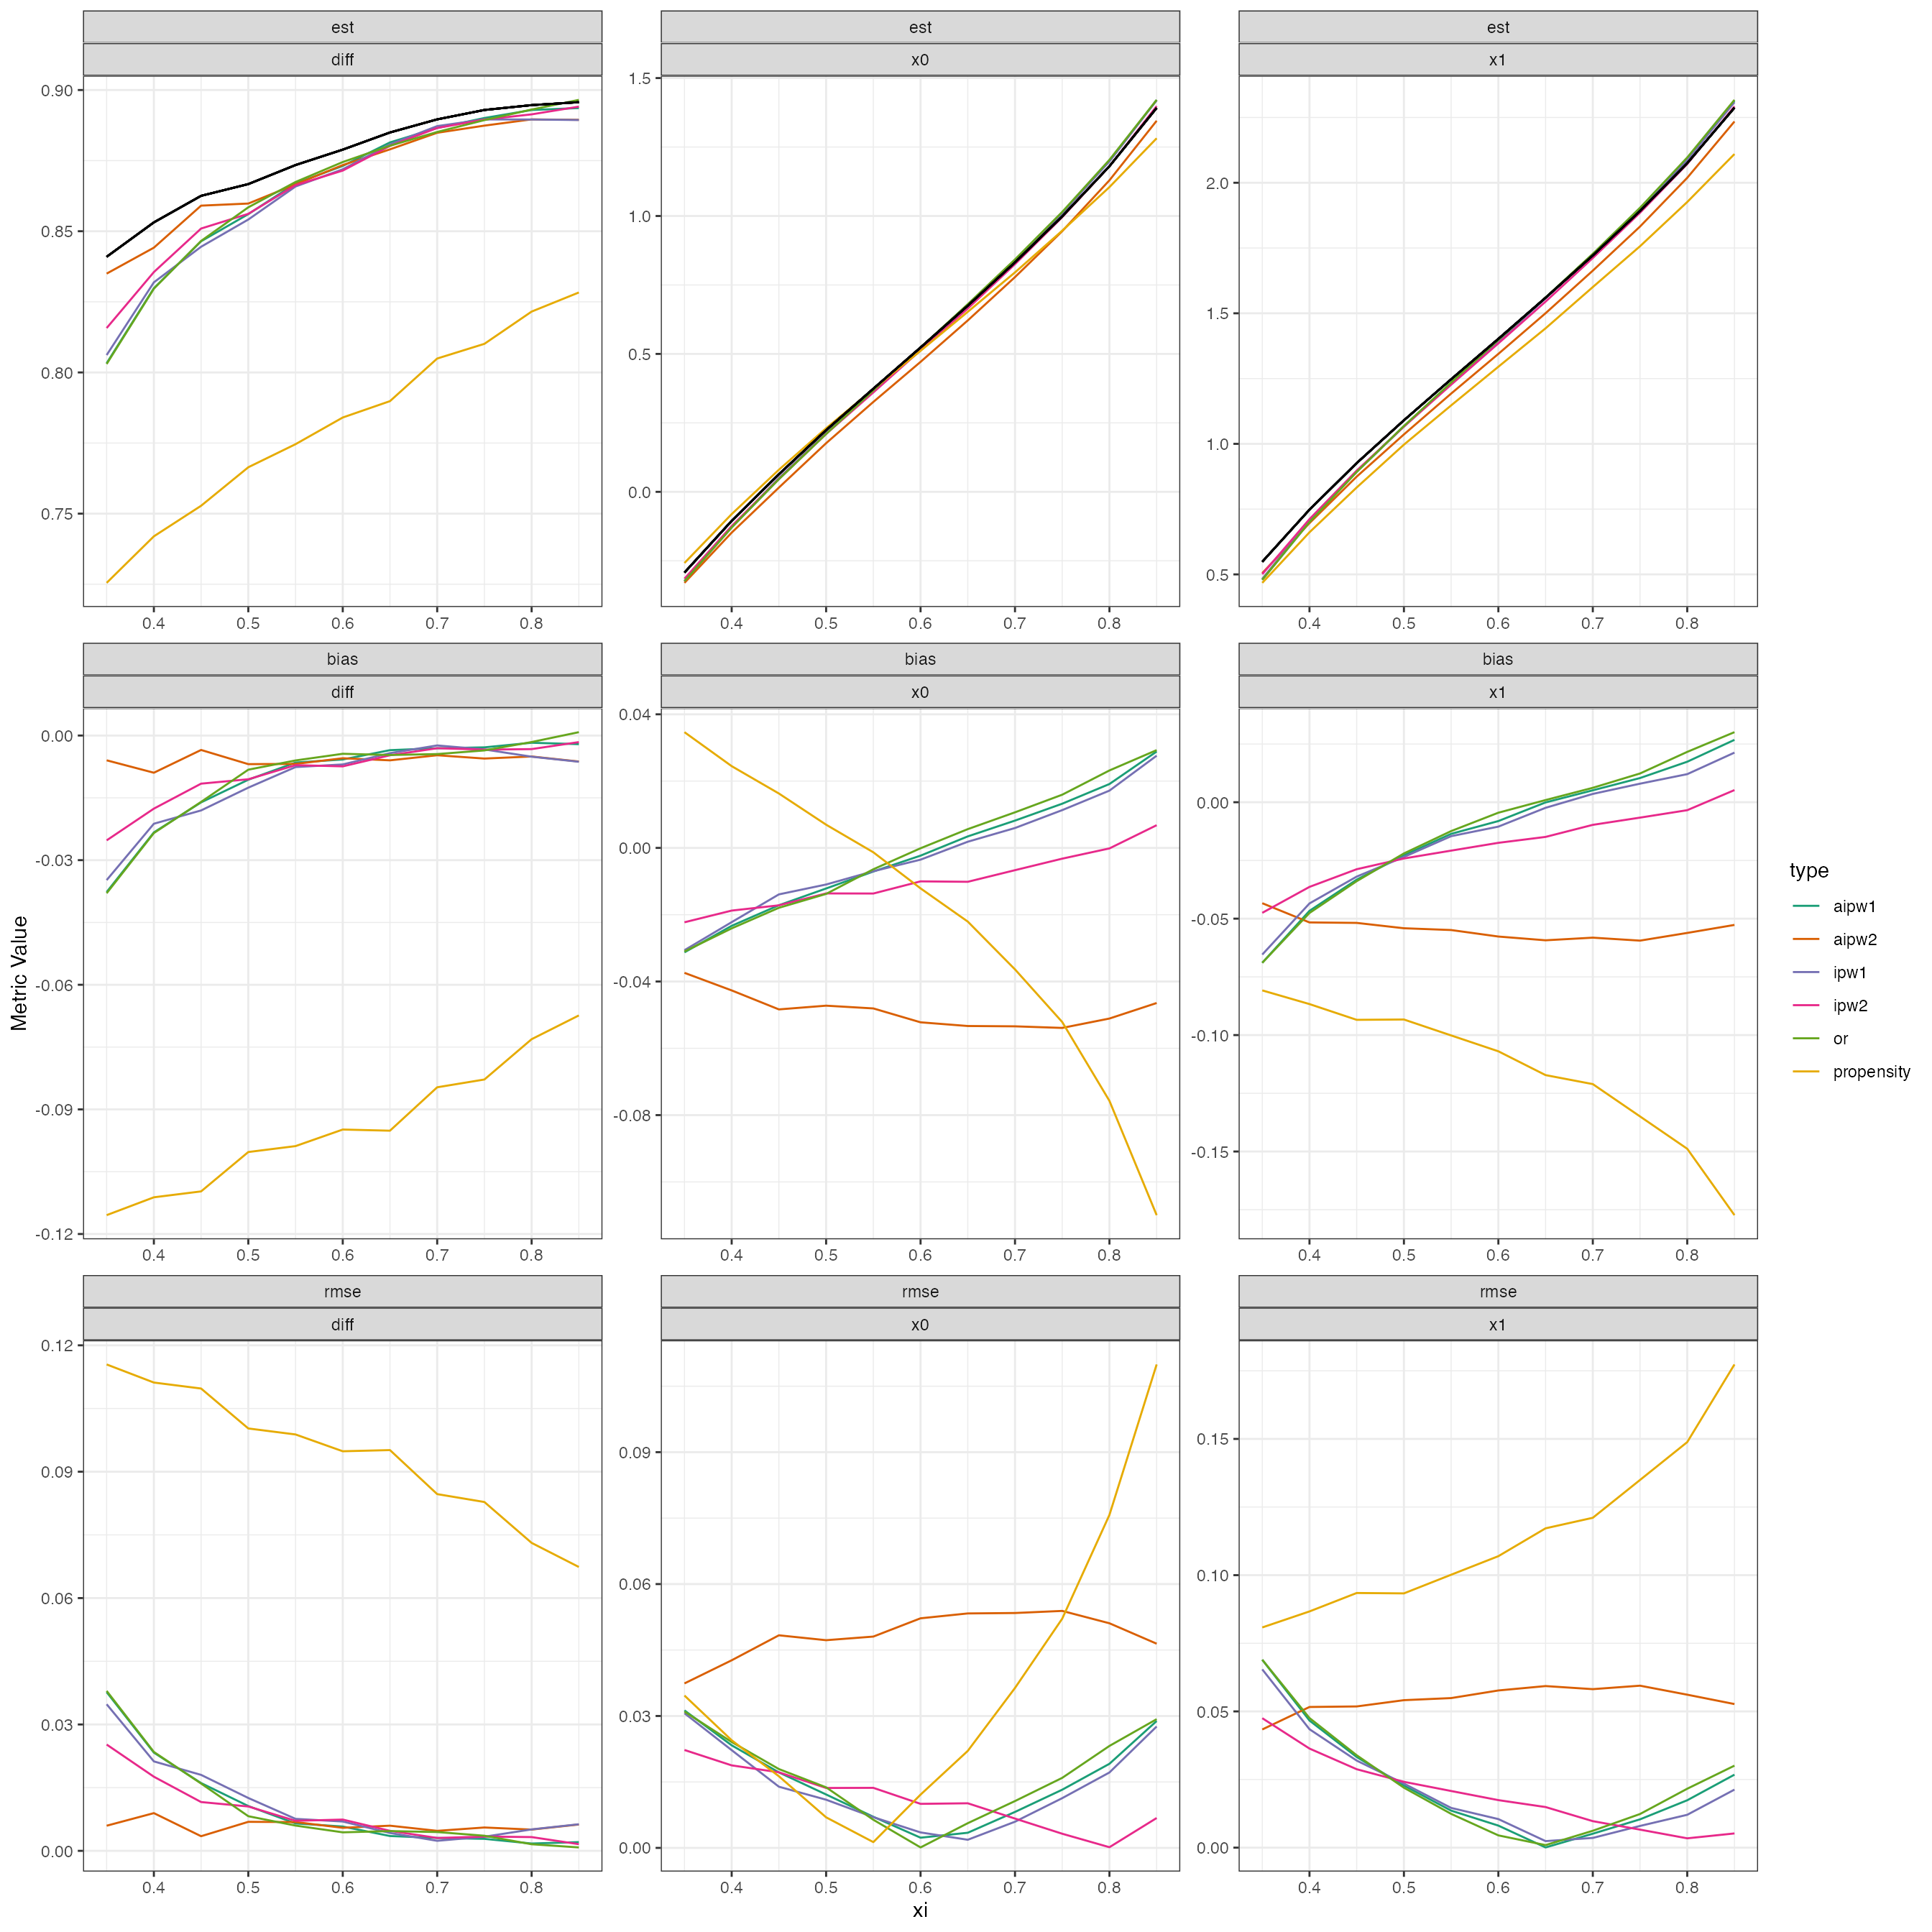 est est est
diff x0 x1
0.90
0.85
0.80
0.75
1.5
1.0
0.5
0.0
2.0
1.5
1.0
0.5
0.4 0.5 0.6 0.7 0.8
0.4 0.5 0.6 0.7 0.8
0.4 0.5 0.6 0.7 0.8
bias bias bias
diff x0 x1
0.00
-0.03
-0.06
-0.09
-0.12
0.04
0.00
-0.04
-0.08
0.00
-0.05
-0.10
-0.15
0.4 0.5 0.6 0.7 0.8
0.4 0.5 0.6 0.7 0.8
0.4 0.5 0.6 0.7 0.8
rmse rmse rmse
diff x0 x1
0.12
0.09
0.06
0.03
0.00
0.09
0.06
0.03
0.00
0.15
0.10
0.05
0.00
0.4 0.5 0.6 0.7 0.8
0.4 0.5 0.6 0.7 0.8
0.4 0.5 0.6 0.7 0.8
xi
Metric Value
type
aipw1
aipw2
ipw1
ipw2
or
propensity